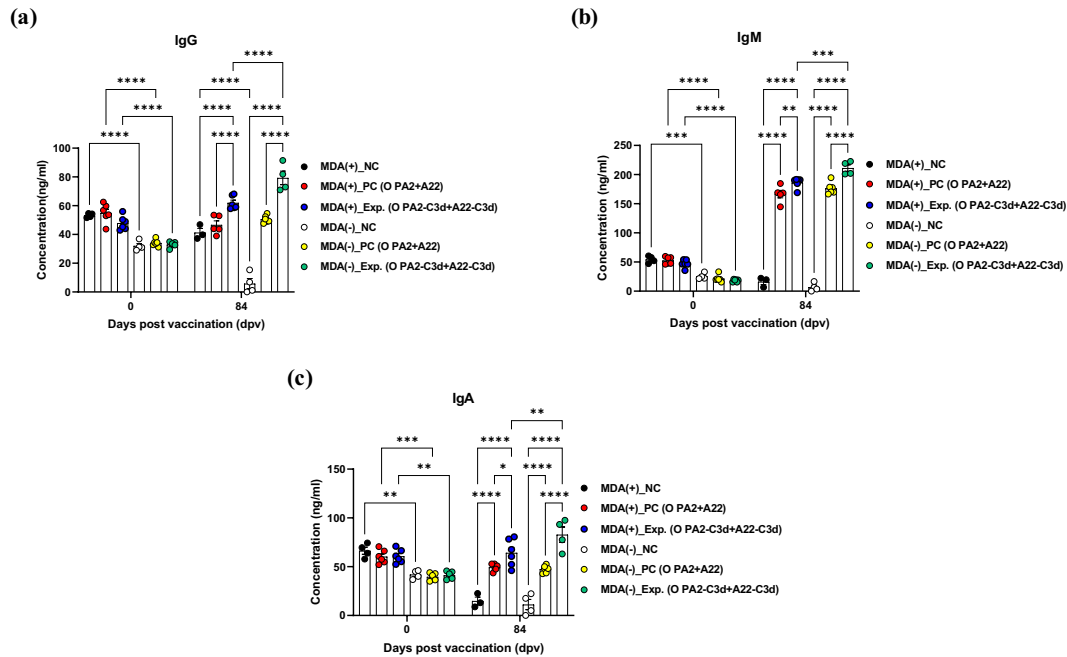 (a)
IgG
****
****
****
****
****
****
****
****
****
****
Concentration(ng/ml)
100
80
60
40
20
0
0
84
Days post vaccination (dpv)
MDA(+)_NC
MDA(+)_PC (O PA2+A22)
MDA(+)_Exp. (O PA2-C3d+A22-C3d)
MDA(-)_NC
MDA(-)_PC (O PA2+A22)
MDA(-)_Exp. (O PA2-C3d+A22-C3d)
(b)
IgM
***
****
****
****
****
****
**
****
***
****
****
****
Concentration (ng/ml)
250
200
150
100
50
0
0
84
Days post vaccination (dpv)
MDA(+)_NC
MDA(+)_PC (O PA2+A22)
MDA(+)_Exp. (O PA2-C3d+A22-C3d)
MDA(-)_NC
MDA(-)_PC (O PA2+A22)
MDA(-)_Exp. (O PA2-C3d+A22-C3d)
(c)
IgA
**
***
****
****
**
*
****
**
****
****
Concentration (ng/ml)
150
100
50
0
0
84
Days post vaccination (dpv)
MDA(+)_NC
MDA(+)_PC (O PA2+A22)
MDA(+)_Exp. (O PA2-C3d+A22-C3d)
MDA(-)_NC
MDA(-)_PC (O PA2+A22)
MDA(-)_Exp. (O PA2-C3d+A22-C3d)